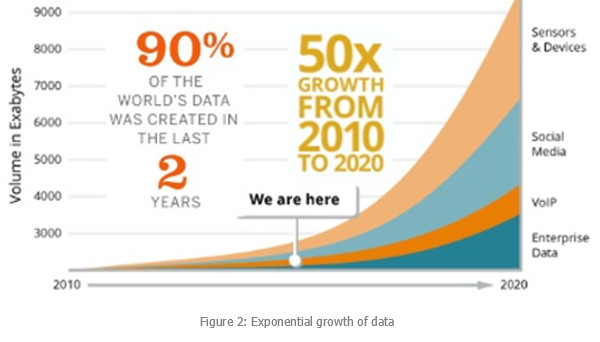 9000
8000
7000
6000
5000
4000
3000
Volume in Exabytes
90%
OF THE
WORLD'S DATA
WAS CREATED IN
THE LAST
2
YEARS
50x
GROWTH
FROM
2010
TO 2020
We are here
Sensors
& Devices
Social
Media
VoIP
Enterprise
Data
2010
2020
Figure 2: Exponential growth of data